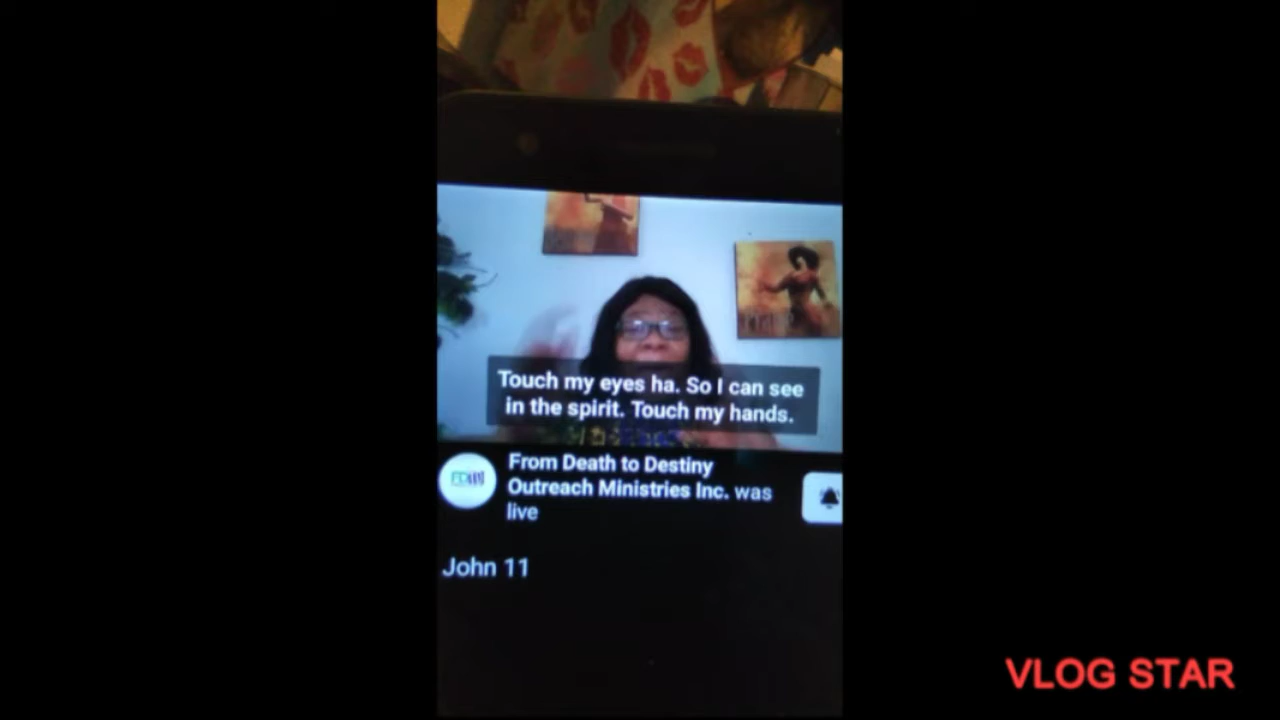 Touch my eyes ha. So I can see
in the spirit. Touch my hands.
From Death to Destiny
Outreach Ministries Inc. was
live
John 11
VLOG STAR